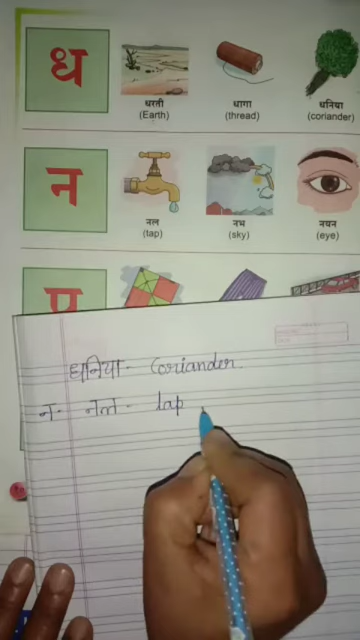 ध
धरती धागा धनिया
(Earth) (thread) (coriander)
न
नल नभ नयन
(tap) (sky) (eye)
प
धनिया - Coriander
न - नल - tap